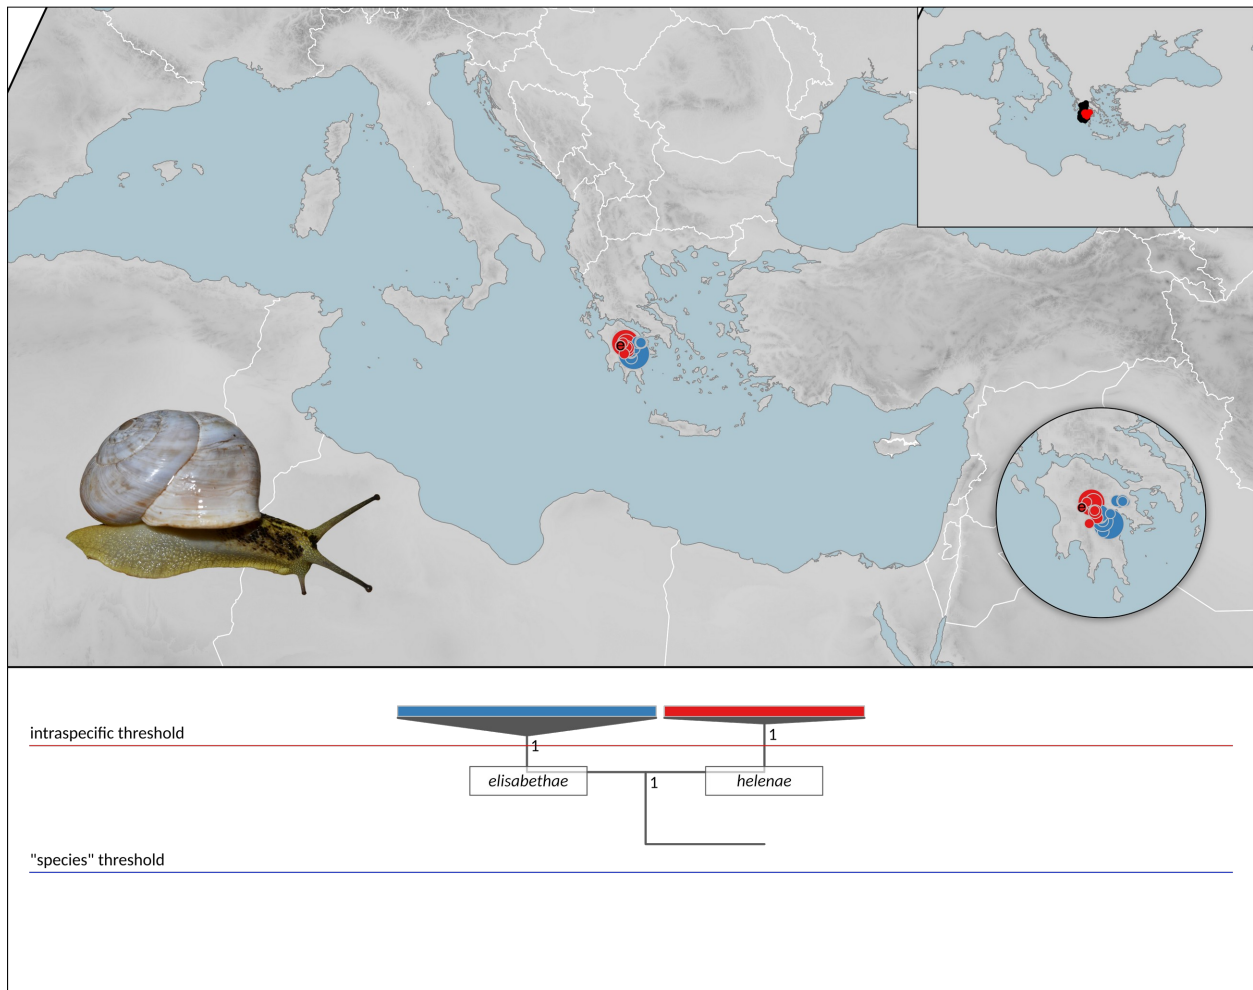 e
e
intraspecific threshold
1
1
elisabethae
1
helenae
"species" threshold